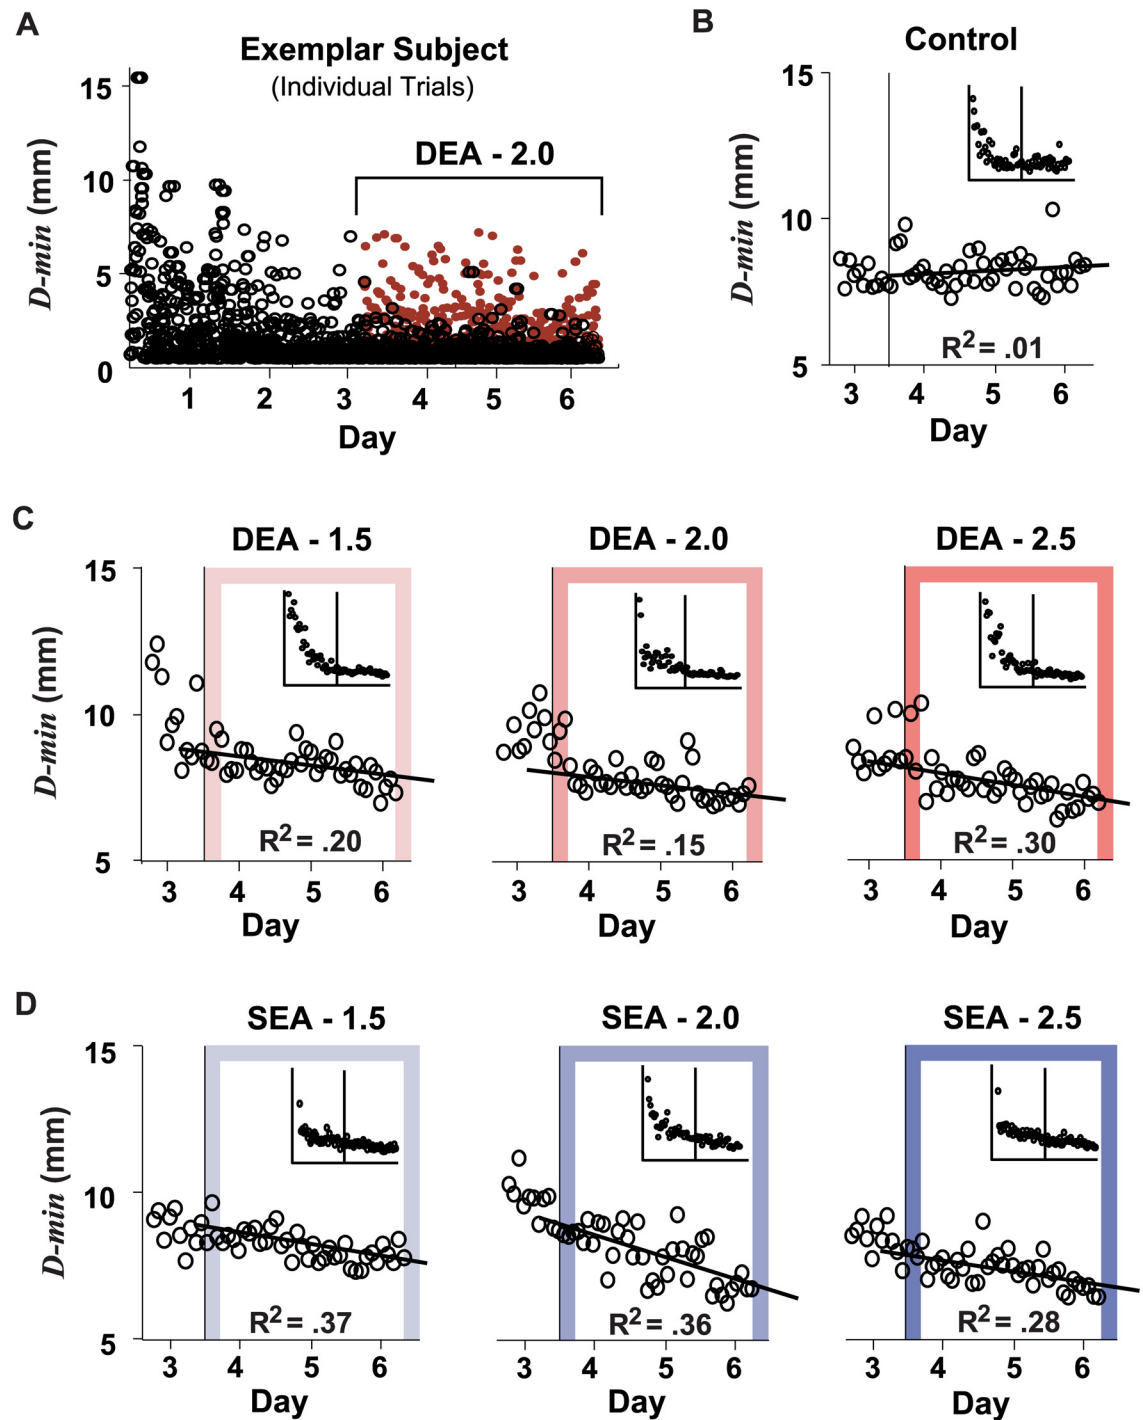 A
Exemplar Subject
(Individual Trials)
DEA - 2.0
D-min (mm)
15
10
5
0
1 2 3 4 5 6
Day
B
Control
D-min (mm)
15
10
5
R² = .01
3 4 5 6
Day
C
DEA - 1.5
DEA - 2.0
DEA - 2.5
D-min (mm)
15
10
5
R² = .20
R² = .15
R² = .30
3 4 5 6
3 4 5 6
3 4 5 6
Day
Day
Day
D
SEA - 1.5
SEA - 2.0
SEA - 2.5
D-min (mm)
15
10
5
R² = .37
R² = .36
R² = .28
3 4 5 6
3 4 5 6
3 4 5 6
Day
Day
Day